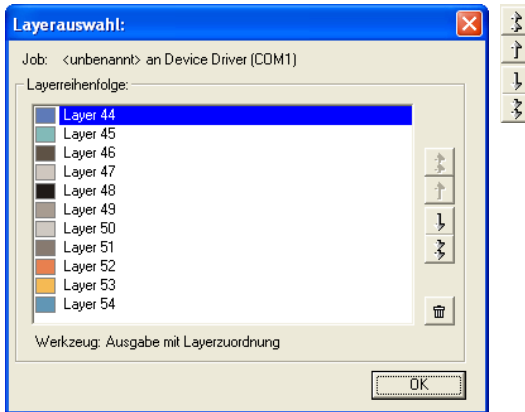 Layerauswahl:
Job: <unbenannt> an Device Driver (COM1)
Layerreihenfolge:
Layer 44
Layer 45
Layer 46
Layer 47
Layer 48
Layer 49
Layer 50
Layer 51
Layer 52
Layer 53
Layer 54
Werkzeug: Ausgabe mit Layerzuordnung
OK